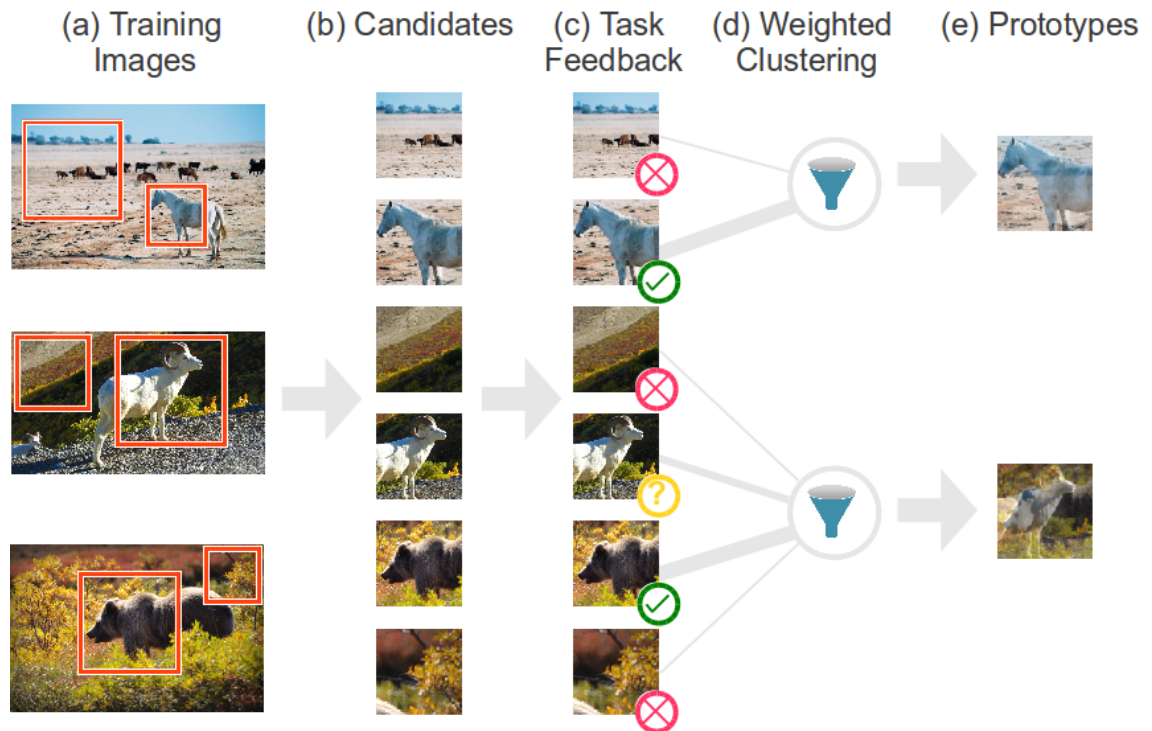 (a) Training
Images
(b) Candidates
(c) Task
Feedback
(d) Weighted
Clustering
(e) Prototypes
?